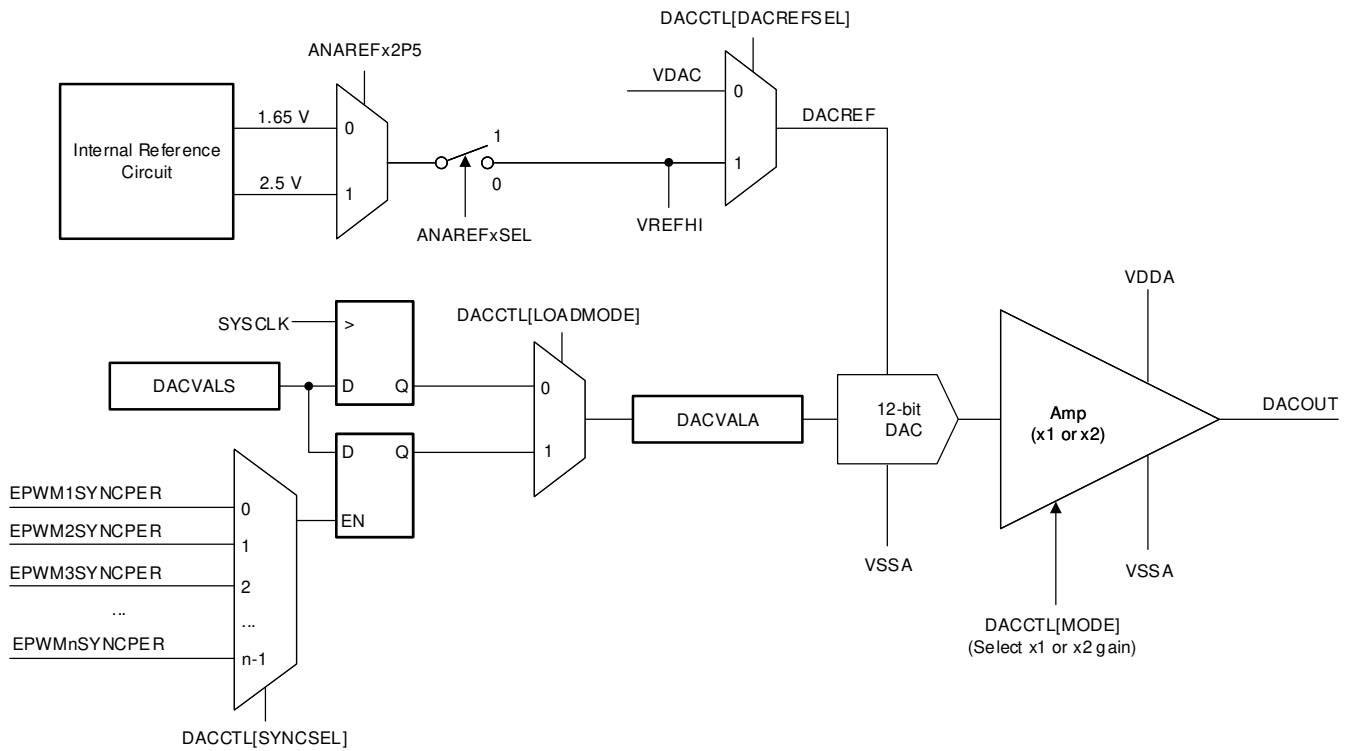 DACCTL[DACREFSEL]
ANAREFx2P5
VDAC
0
DACREF
Internal Reference
Circuit
1.65 V
0
2.5 V
1
1
0
1
ANAREFxSEL
VREFHI
VDDA
SYSCLK
>
DACCTL[LOADMODE]
DACVALS
D
Q
0
DACVALA
12-bit
DAC
Amp
(x1 or x2)
DACOUT
D
Q
1
EN
EPWM1SYNCPER
0
EPWM2SYNCPER
1
EPWM3SYNCPER
2
...
...
EPWMnSYNCPER
n-1
VSSA
VSSA
DACCTL[MODE]
(Select x1 or x2 gain)
DACCTL[SYNCSEL]